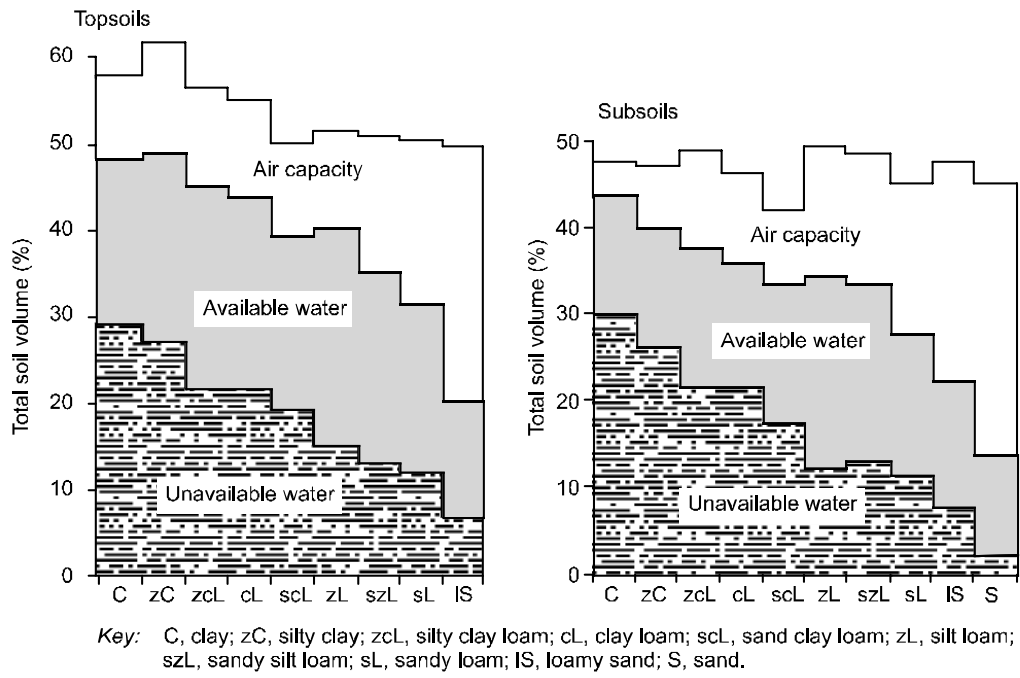 Topsoils
Total soil volume (%)
60
50
40
30
20
10
0
Air capacity
Available water
Unavailable water
C zC zcL cL scL zL szL sL lS
Subsoils
Total soil volume (%)
50
40
30
20
10
0
Air capacity
Available water
Unavailable water
C zC zcL cL scL zL szL sL lS S
Key: C, clay; zC, silty clay; zcL, silty clay loam; cL, clay loam; scL, sand clay loam; zL, silt loam;
szL, sandy silt loam; sL, sandy loam; lS, loamy sand; S, sand.